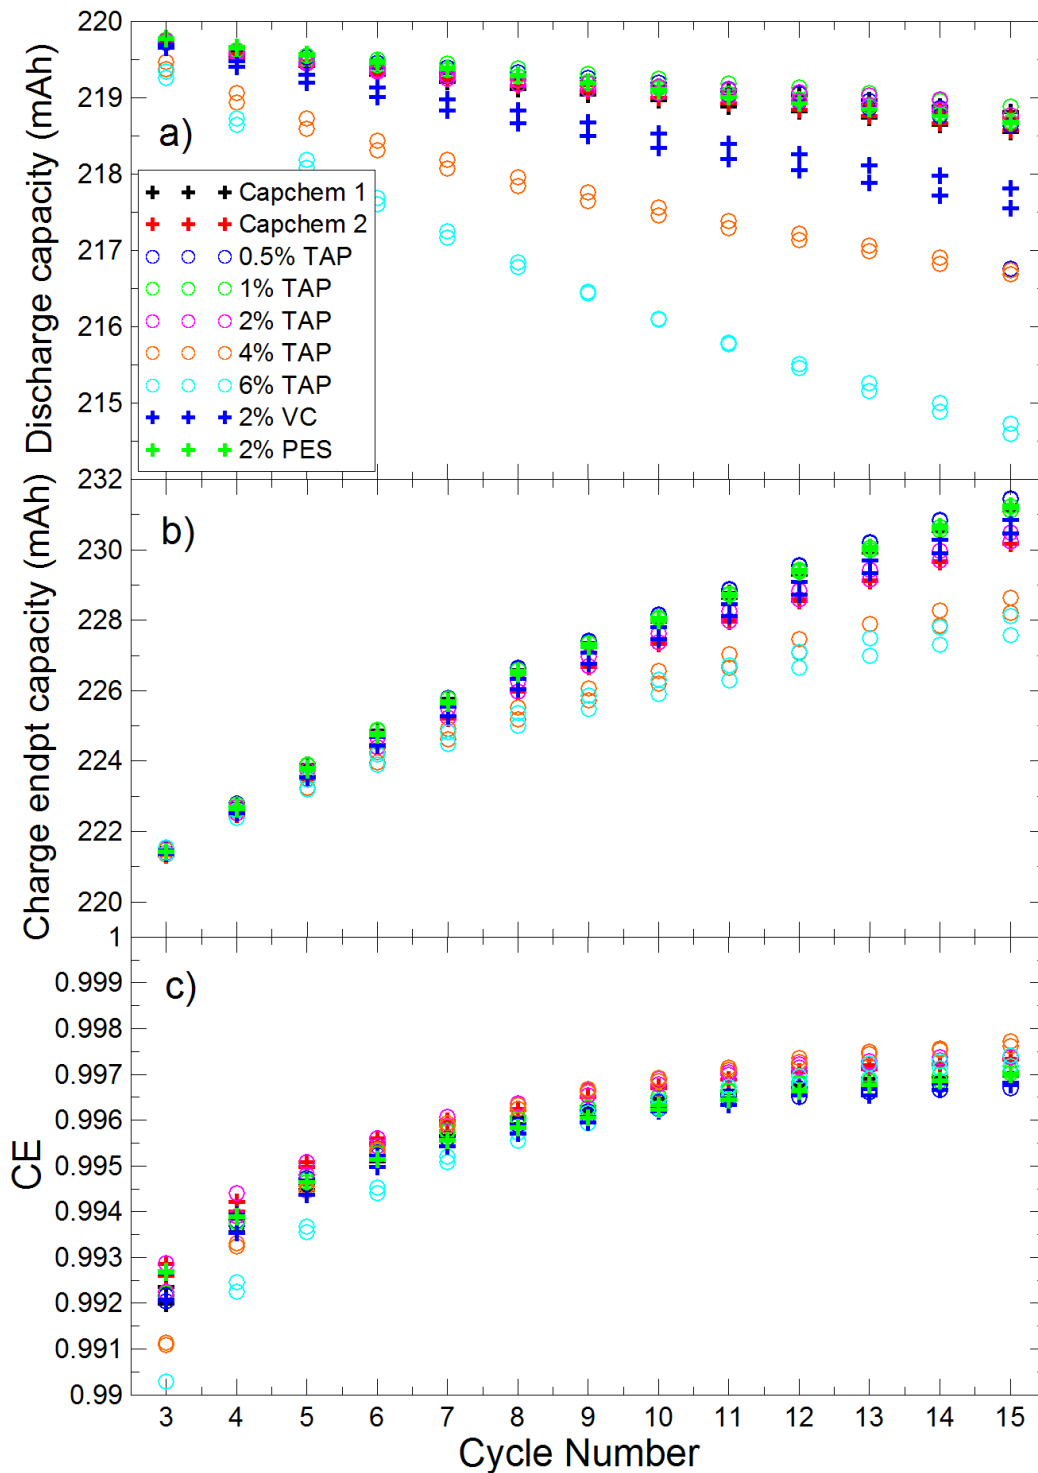 220
219
218
217
216
215
Discharge capacity (mAh)
a)
Capchem 1
Capchem 2
0.5% TAP
1% TAP
2% TAP
4% TAP
6% TAP
2% VC
2% PES
232
230
228
226
224
222
220
Charge endpt capacity (mAh)
b)
1
0.999
0.998
0.997
0.996
0.995
0.994
0.993
0.992
0.991
0.99
CE
c)
3 4 5 6 7 8 9 10 11 12 13 14 15
Cycle Number